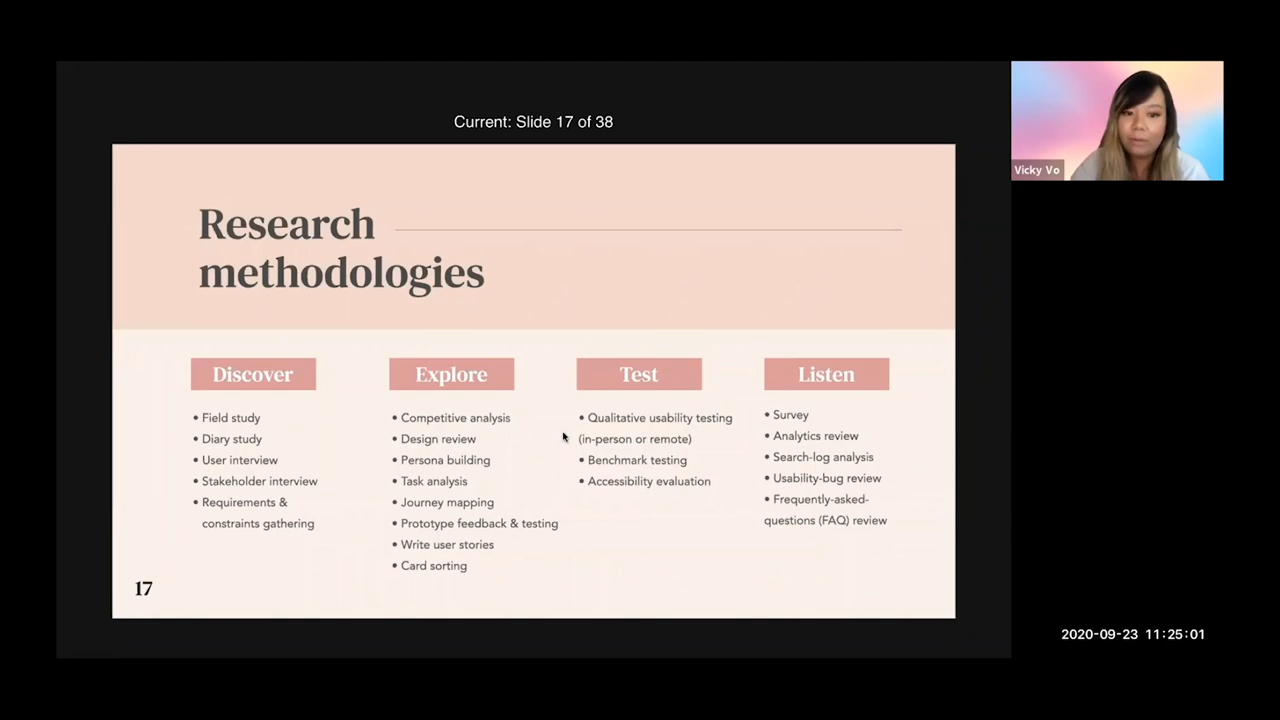 Current: Slide 17 of 38
Vicky Vo
Research
methodologies
Discover
• Field study
• Diary study
• User interview
• Stakeholder interview
• Requirements &
constraints gathering
Explore
• Competitive analysis
• Design review
• Persona building
• Task analysis
• Journey mapping
• Prototype feedback & testing
• Write user stories
• Card sorting
Test
• Qualitative usability testing
(in-person or remote)
• Benchmark testing
• Accessibility evaluation
Listen
• Survey
• Analytics review
• Search-log analysis
• Usability-bug review
• Frequently-asked-
questions (FAQ) review
17
2020-09-23 11:25:01